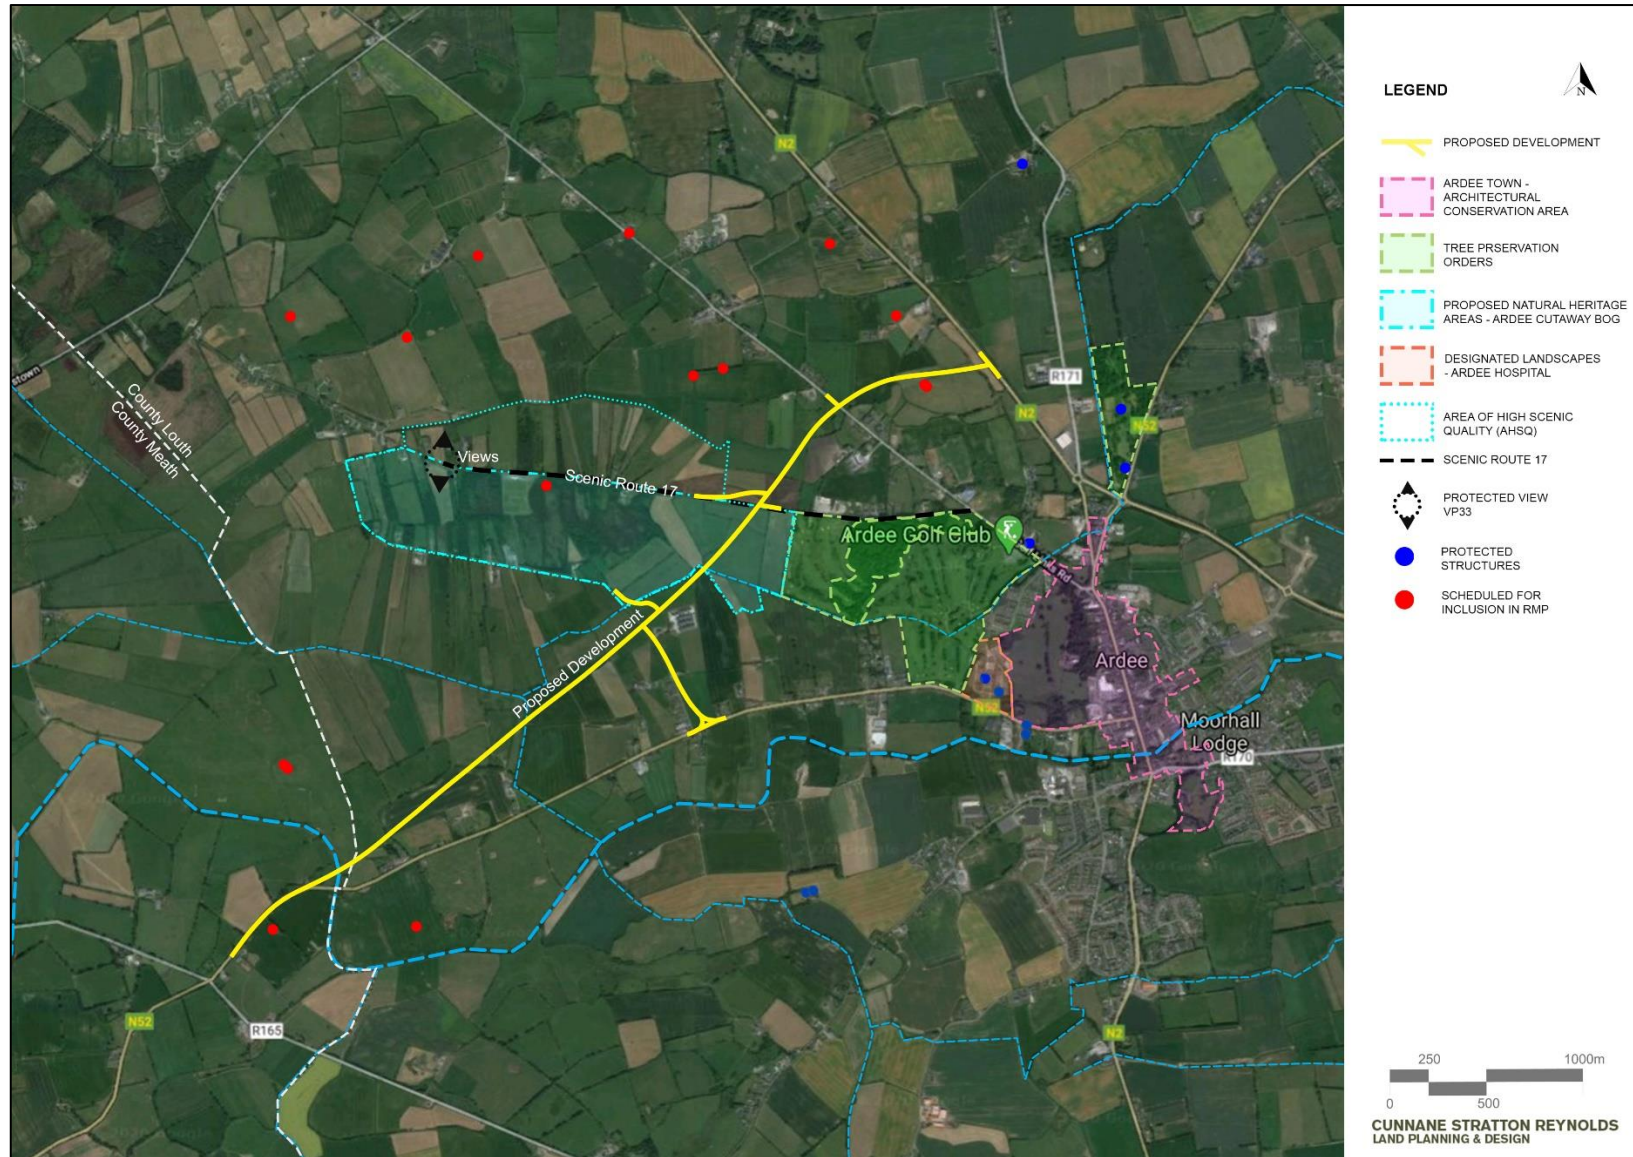 N2
stown
County Louth
County Meath
R171
N2
N52
Views
Scenic Route 17
Ardee Golf Club
Rd
Proposed Development
Ardee
N52
Moorhall
Lodge
R170
N52
R165
N2
LEGEND
N
PROPOSED DEVELOPMENT
ARDEE TOWN -
ARCHITECTURAL
CONSERVATION AREA
TREE PRSERVATION
ORDERS
PROPOSED NATURAL HERITAGE
AREAS - ARDEE CUTAWAY BOG
DESIGNATED LANDSCAPES
- ARDEE HOSPITAL
AREA OF HIGH SCENIC
QUALITY (AHSQ)
SCENIC ROUTE 17
PROTECTED VIEW
VP33
PROTECTED
STRUCTURES
SCHEDULED FOR
INCLUSION IN RMP
250 1000m
0 500
CUNNANE STRATTON REYNOLDS
LAND PLANNING & DESIGN